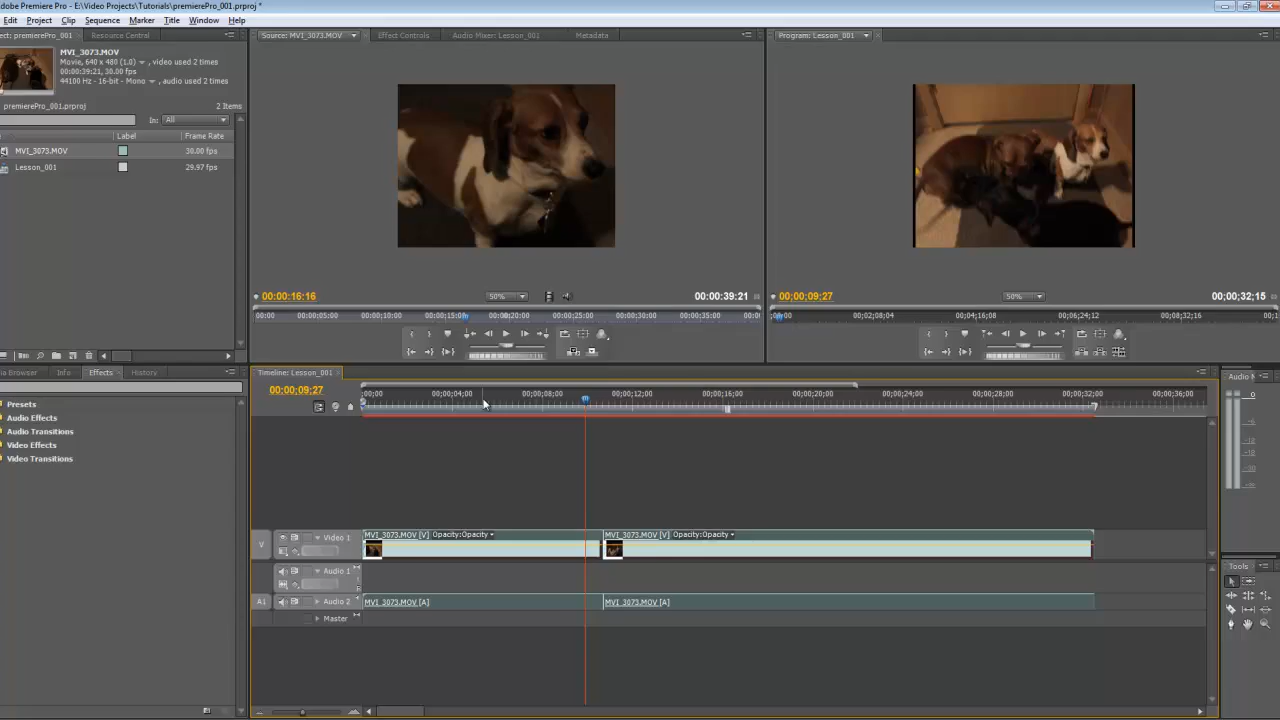 dobe Premiere Pro - E:\Video Projects\Tutorials\premierePro_001.prproj *
Edit Project Clip Sequence Marker Title Window Help
ect: premierePro_001 Resource Central
MVI_3073.MOV
Movie, 640 x 480 (1.0) , video used 2 times
00:00:39:21, 30.00 fps
44100 Hz - 16-bit - Mono , audio used 2 times
premierePro_001.prproj 2 Items
In: All
Label Frame Rate
MVI_3073.MOV 30.00 fps
Lesson_001 29.97 fps
Source: MVI_3073.MOV Effect Controls Audio Mixer: Lesson_001 Metadata
00:00:16:16 50% 00:00:39:21
00:00 00:00:05:00 00:00:10:00 00:00:15:00 00:00:20:00 00:00:25:00 00:00:30:00 00:00:35:00
Program: Lesson_001
00;00;09;27 50% 00;00;32;15
00;02;08;04 00;04;16;08 00;06;24;12 00;08;32;16
ia Browser Info Effects History
Presets
Audio Effects
Audio Transitions
Video Effects
Video Transitions
Timeline: Lesson_001
00;00;09;27
00;00 00;00;04;00 00;00;08;00 00;00;12;00 00;00;16;00 00;00;20;00 00;00;24;00 00;00;28;00 00;00;32;00 00;00;36;00
V Video 1 MVI_3073.MOV [V] Opacity:Opacity MVI_3073.MOV [V] Opacity:Opacity
Audio 1
A1 Audio 2 MVI_3073.MOV [A] MVI_3073.MOV [A]
Master
Audio M
0
Tools